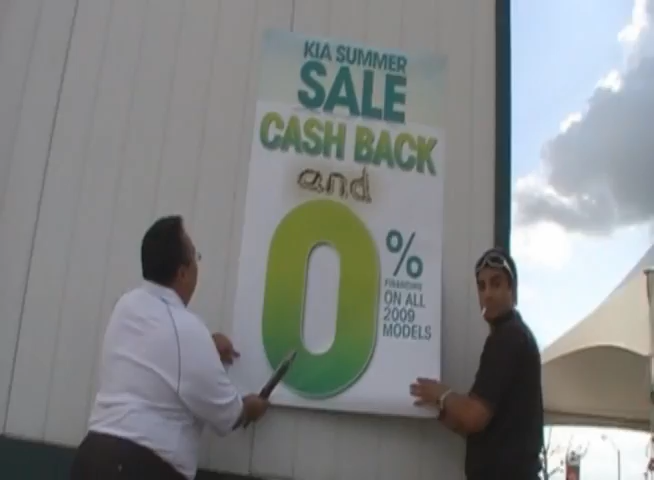 KIA SUMMER
SALE
CASH BACK
and
0%
FINANCING
ON ALL
2009
MODELS